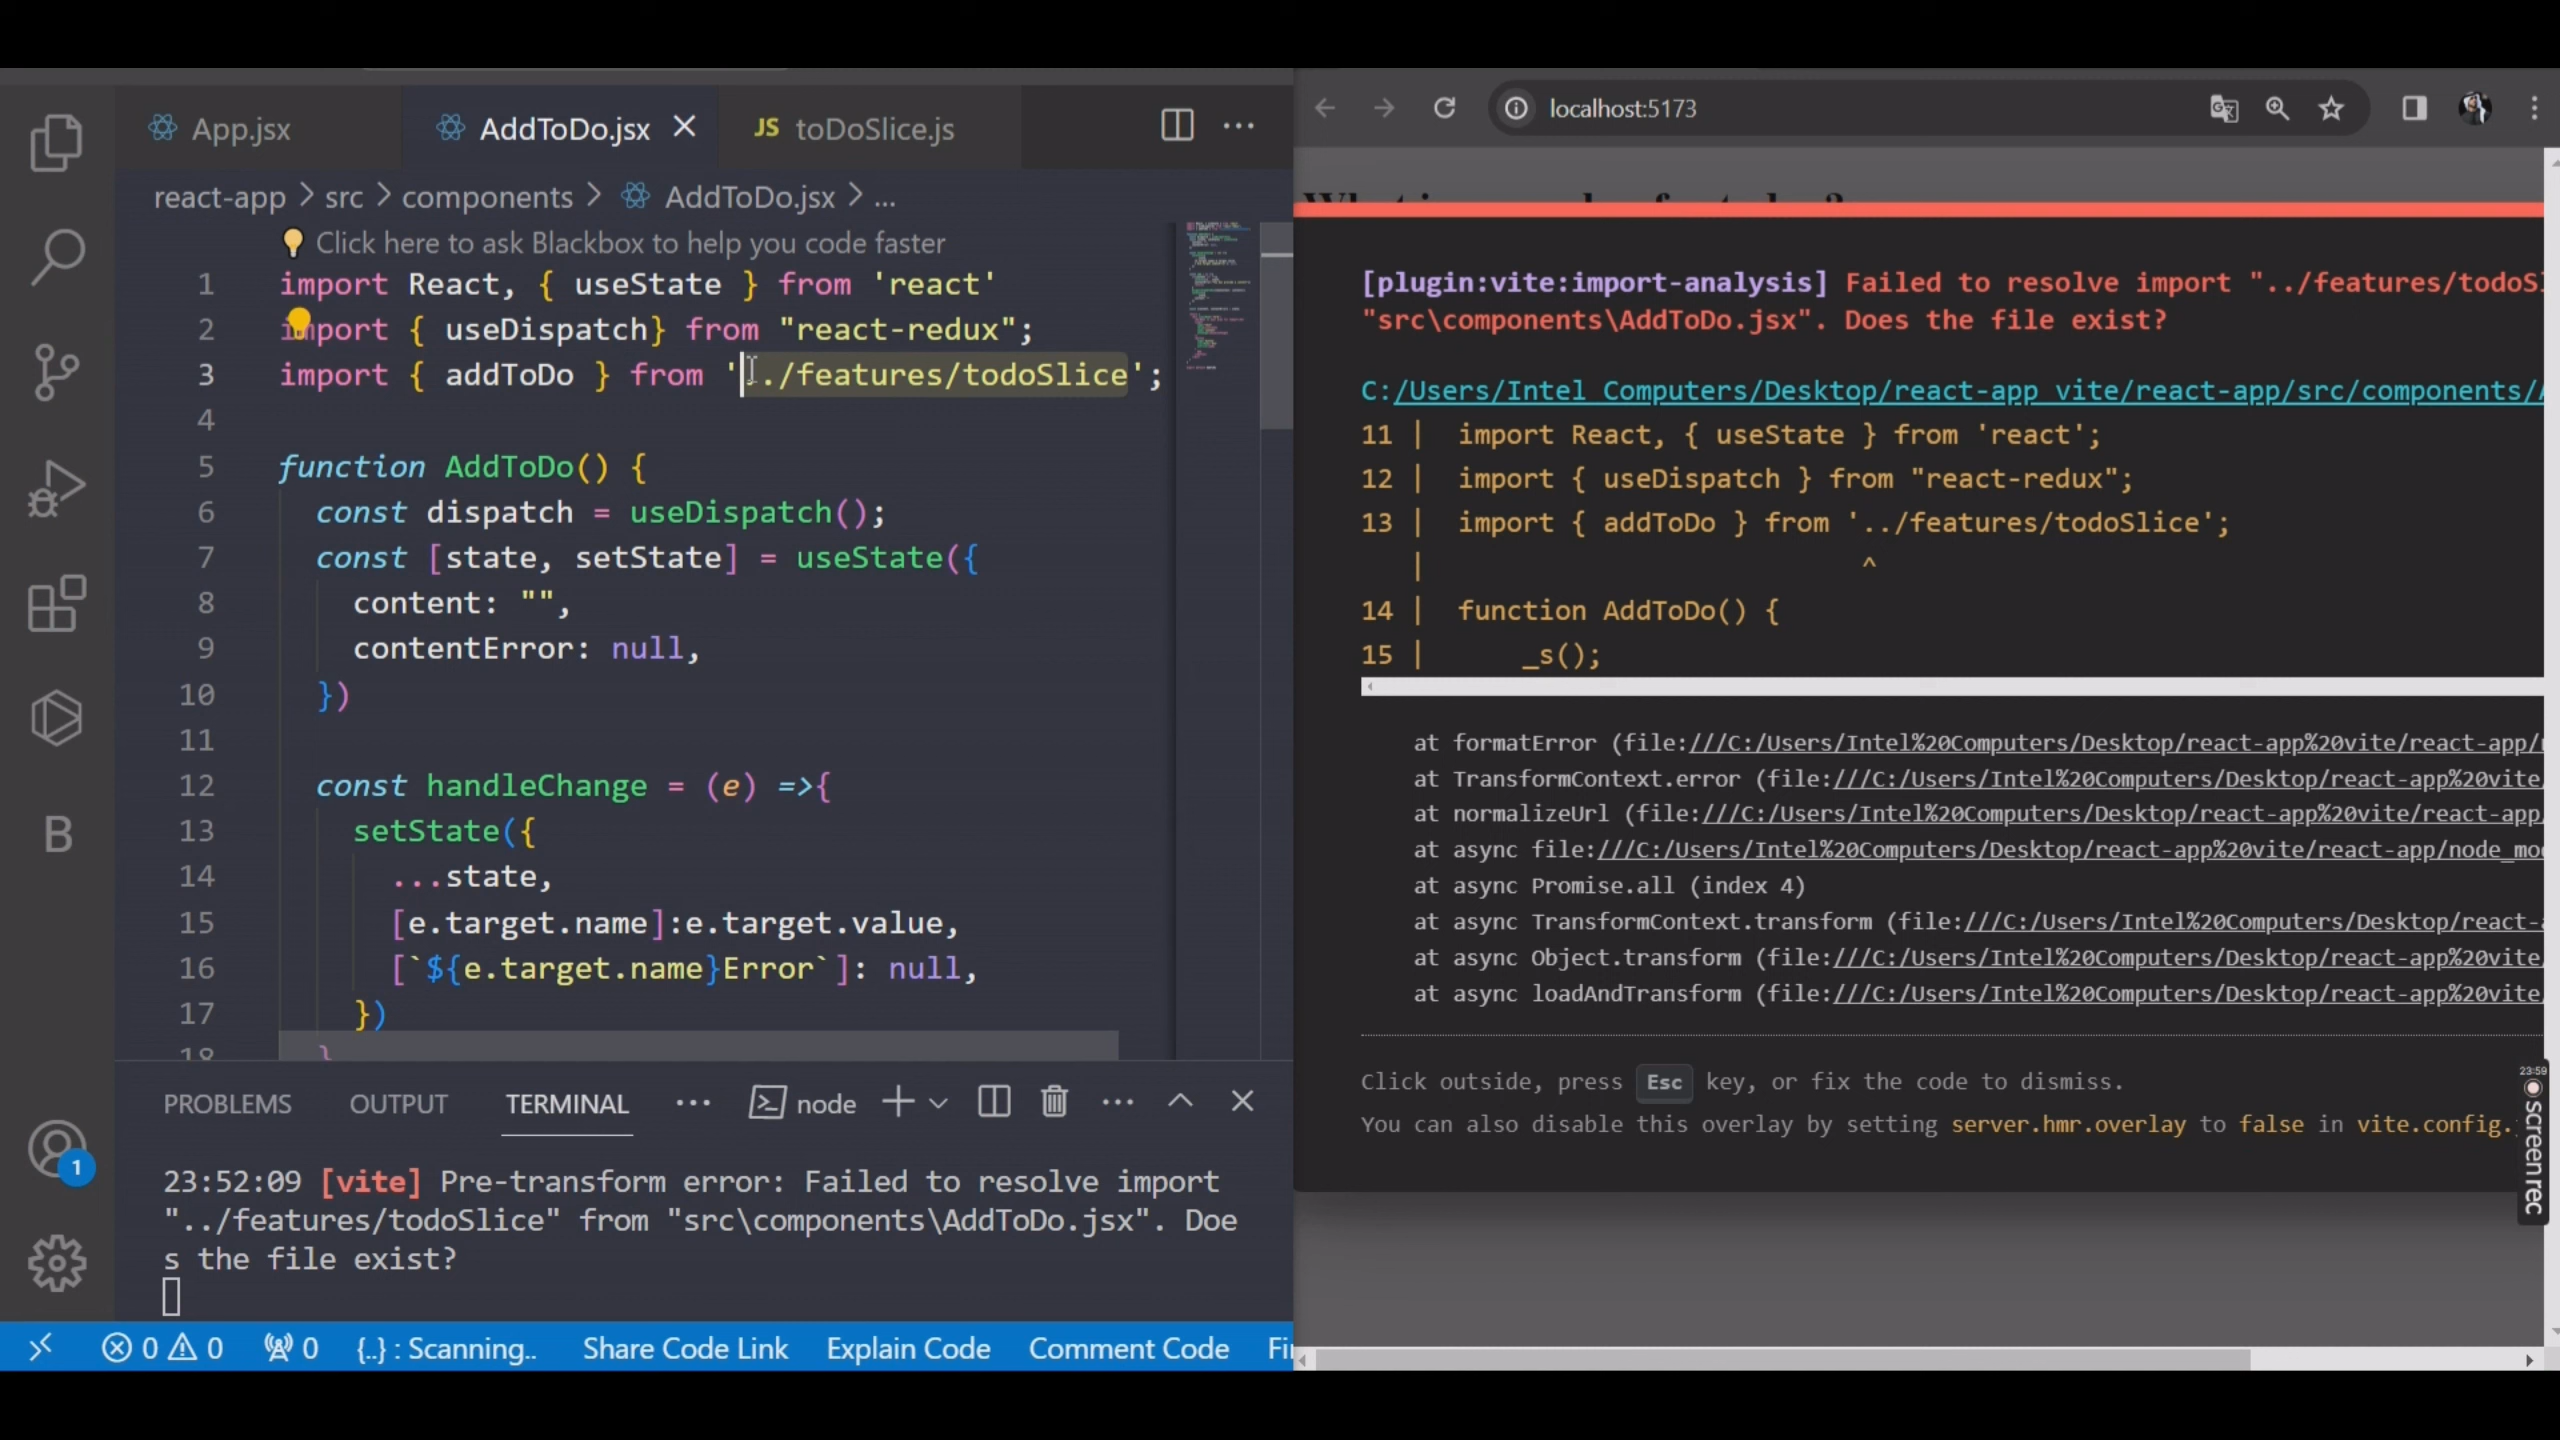 App.jsx
AddToDo.jsx
JS toDoSlice.js
react-app > src > components > AddToDo.jsx > ...
Click here to ask Blackbox to help you code faster
1 import React, { useState } from 'react'
2 import { useDispatch} from "react-redux";
3 import { addToDo } from '../features/todoSlice';
4
5 function AddToDo() {
6 const dispatch = useDispatch();
7 const [state, setState] = useState({
8 content: "",
9 contentError: null,
10 })
11
12 const handleChange = (e) =>{
13 setState({
14 ...state,
15 [e.target.name]:e.target.value,
16 [`${e.target.name}Error`]: null,
17 })
18 }
PROBLEMS OUTPUT TERMINAL ... node
23:52:09 [vite] Pre-transform error: Failed to resolve import
"../features/todoSlice" from "src\components\AddToDo.jsx". Doe
s the file exist?
B
1
0 0 0 {..} : Scanning.. Share Code Link Explain Code Comment Code Fi
localhost:5173
[plugin:vite:import-analysis] Failed to resolve import "../features/todoSl
"src\components\AddToDo.jsx". Does the file exist?
C:/Users/Intel Computers/Desktop/react-app vite/react-app/src/components/A
11 | import React, { useState } from 'react';
12 | import { useDispatch } from "react-redux";
13 | import { addToDo } from '../features/todoSlice';
| ^
14 | function AddToDo() {
15 | _s();
at formatError (file:///C:/Users/Intel%20Computers/Desktop/react-app%20vite/react-app/
at TransformContext.error (file:///C:/Users/Intel%20Computers/Desktop/react-app%20vite/
at normalizeUrl (file:///C:/Users/Intel%20Computers/Desktop/react-app%20vite/react-app/
at async file:///C:/Users/Intel%20Computers/Desktop/react-app%20vite/react-app/node_mo
at async Promise.all (index 4)
at async TransformContext.transform (file:///C:/Users/Intel%20Computers/Desktop/react-
at async Object.transform (file:///C:/Users/Intel%20Computers/Desktop/react-app%20vite/
at async loadAndTransform (file:///C:/Users/Intel%20Computers/Desktop/react-app%20vite/
Click outside, press Esc key, or fix the code to dismiss.
You can also disable this overlay by setting server.hmr.overlay to false in vite.config.
23:59
screenrec